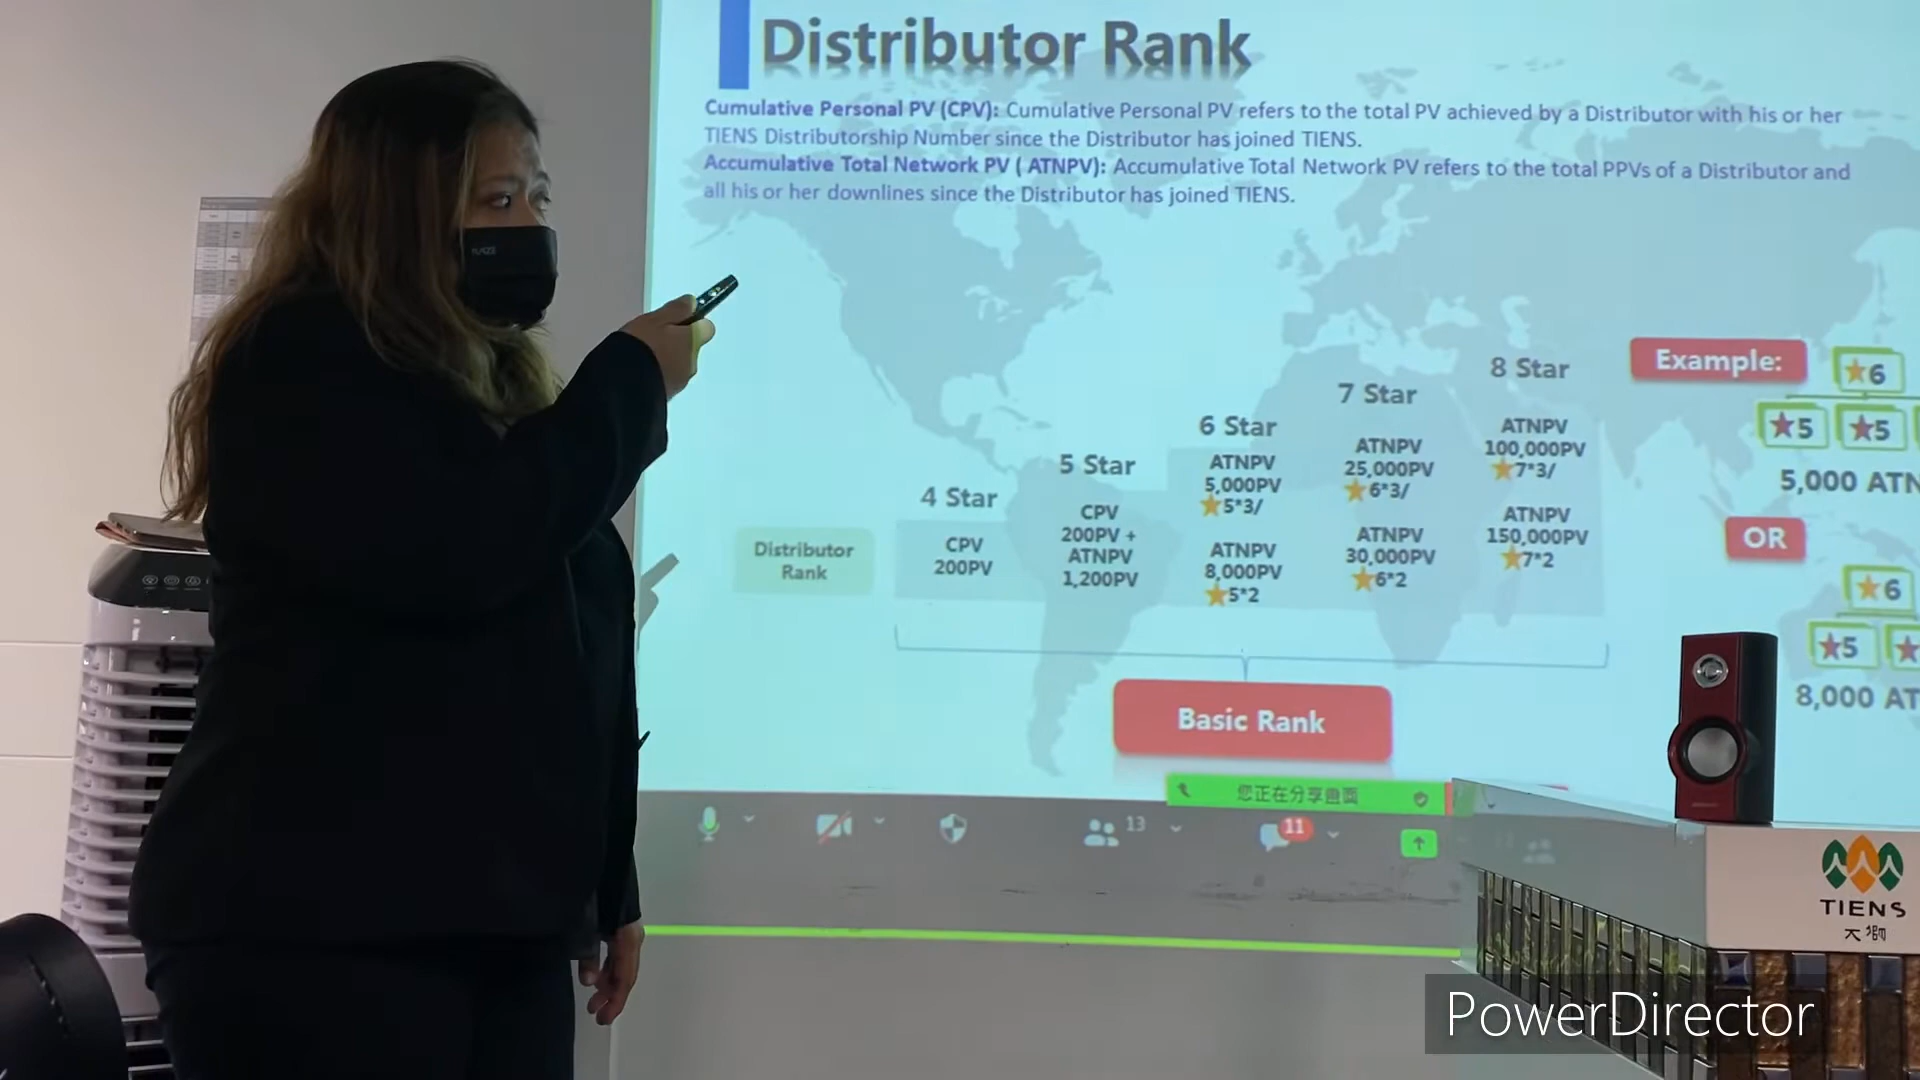 Distributor Rank
Cumulative Personal PV (CPV): Cumulative Personal PV refers to the total PV achieved by a Distributor with his or her
TIENS Distributorship Number since the Distributor has joined TIENS.
Accumulative Total Network PV ( ATNPV): Accumulative Total Network PV refers to the total PPVs of a Distributor and
all his or her downlines since the Distributor has joined TIENS.
Distributor
Rank
4 Star
CPV
200PV
5 Star
CPV
200PV +
ATNPV
1,200PV
6 Star
ATNPV
5,000PV
5*3/
ATNPV
8,000PV
5*2
7 Star
ATNPV
25,000PV
6*3/
ATNPV
30,000PV
6*2
8 Star
ATNPV
100,000PV
7*3/
ATNPV
150,000PV
7*2
Basic Rank
Example:
6
5 5
5,000 ATN
OR
6
5
8,000 AT
您正在分享画面
13
11
TIENS
天狮
PowerDirector